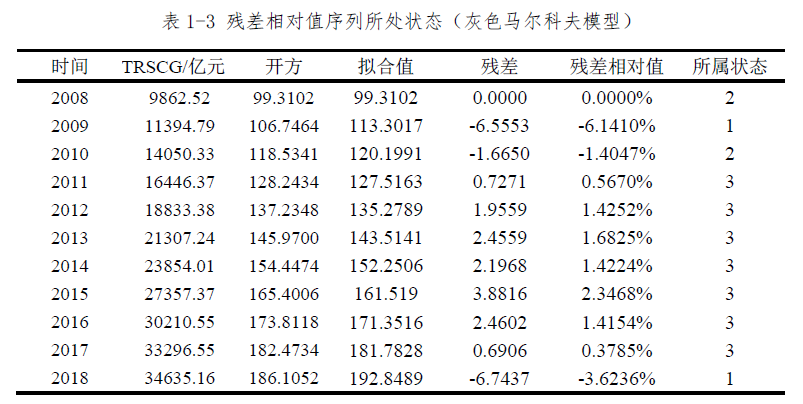 表 1-3 残差相对值序列所处状态（灰色马尔科夫模型）
时间 TRSCG/亿元 开方 拟合值 残差 残差相对值 所属状态
2008 9862.52 99.3102 99.3102 0.0000 0.0000% 2
2009 11394.79 106.7464 113.3017 -6.5553 -6.1410% 1
2010 14050.33 118.5341 120.1991 -1.6650 -1.4047% 2
2011 16446.37 128.2434 127.5163 0.7271 0.5670% 3
2012 18833.38 137.2348 135.2789 1.9559 1.4252% 3
2013 21307.24 145.9700 143.5141 2.4559 1.6825% 3
2014 23854.01 154.4474 152.2506 2.1968 1.4224% 3
2015 27357.37 165.4006 161.519 3.8816 2.3468% 3
2016 30210.55 173.8118 171.3516 2.4602 1.4154% 3
2017 33296.55 182.4734 181.7828 0.6906 0.3785% 3
2018 34635.16 186.1052 192.8489 -6.7437 -3.6236% 1